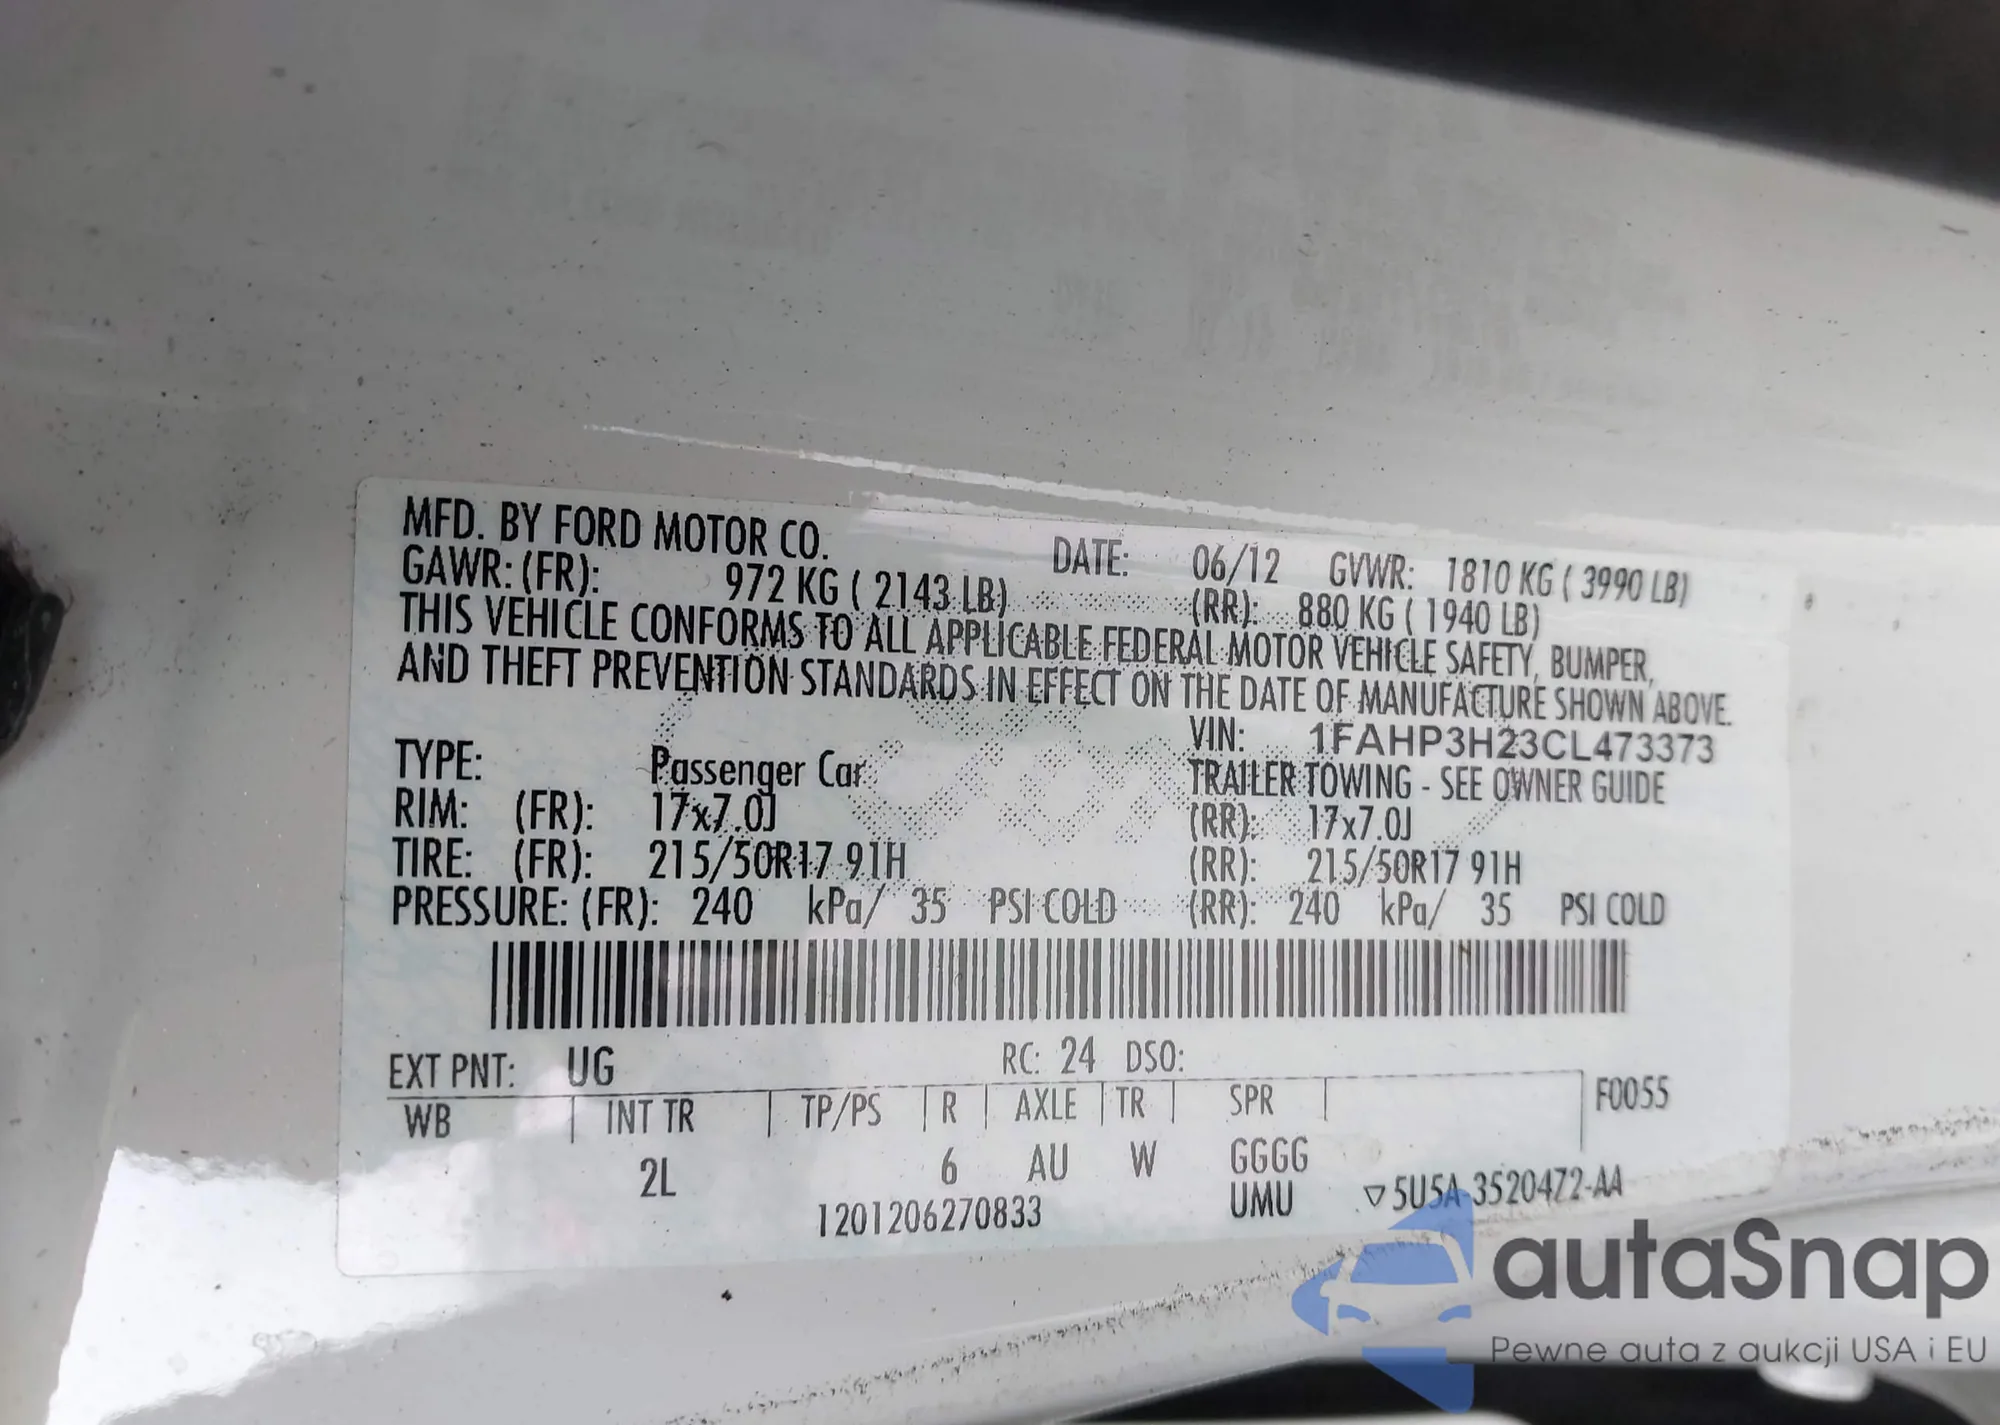 MFD. BY FORD MOTOR CO.
DATE: 06/12 GVWR: 1810 KG ( 3990 LB)
GAWR: (FR): 972 KG ( 2143 LB) (RR): 880 KG ( 1940 LB)
THIS VEHICLE CONFORMS TO ALL APPLICABLE FEDERAL MOTOR VEHICLE SAFETY, BUMPER,
AND THEFT PREVENTION STANDARDS IN EFFECT ON THE DATE OF MANUFACTURE SHOWN ABOVE.
VIN: 1FAHP3H23CL473373
TYPE: Passenger Car TRAILER TOWING - SEE OWNER GUIDE
RIM: (FR): 17x7.0J (RR): 17x7.0J
TIRE: (FR): 215/50R17 91H (RR): 215/50R17 91H
PRESSURE: (FR): 240 kPa/ 35 PSI COLD (RR): 240 kPa/ 35 PSI COLD
EXT PNT: UG RC: 24 DSO:
WB INT TR TP/PS R AXLE TR SPR F0055
2L 6 AU W GGGG
1201206270833 UMU ▽5U5A 3520472-AA
autaSnap
Pewne auta z aukcji USA i EU